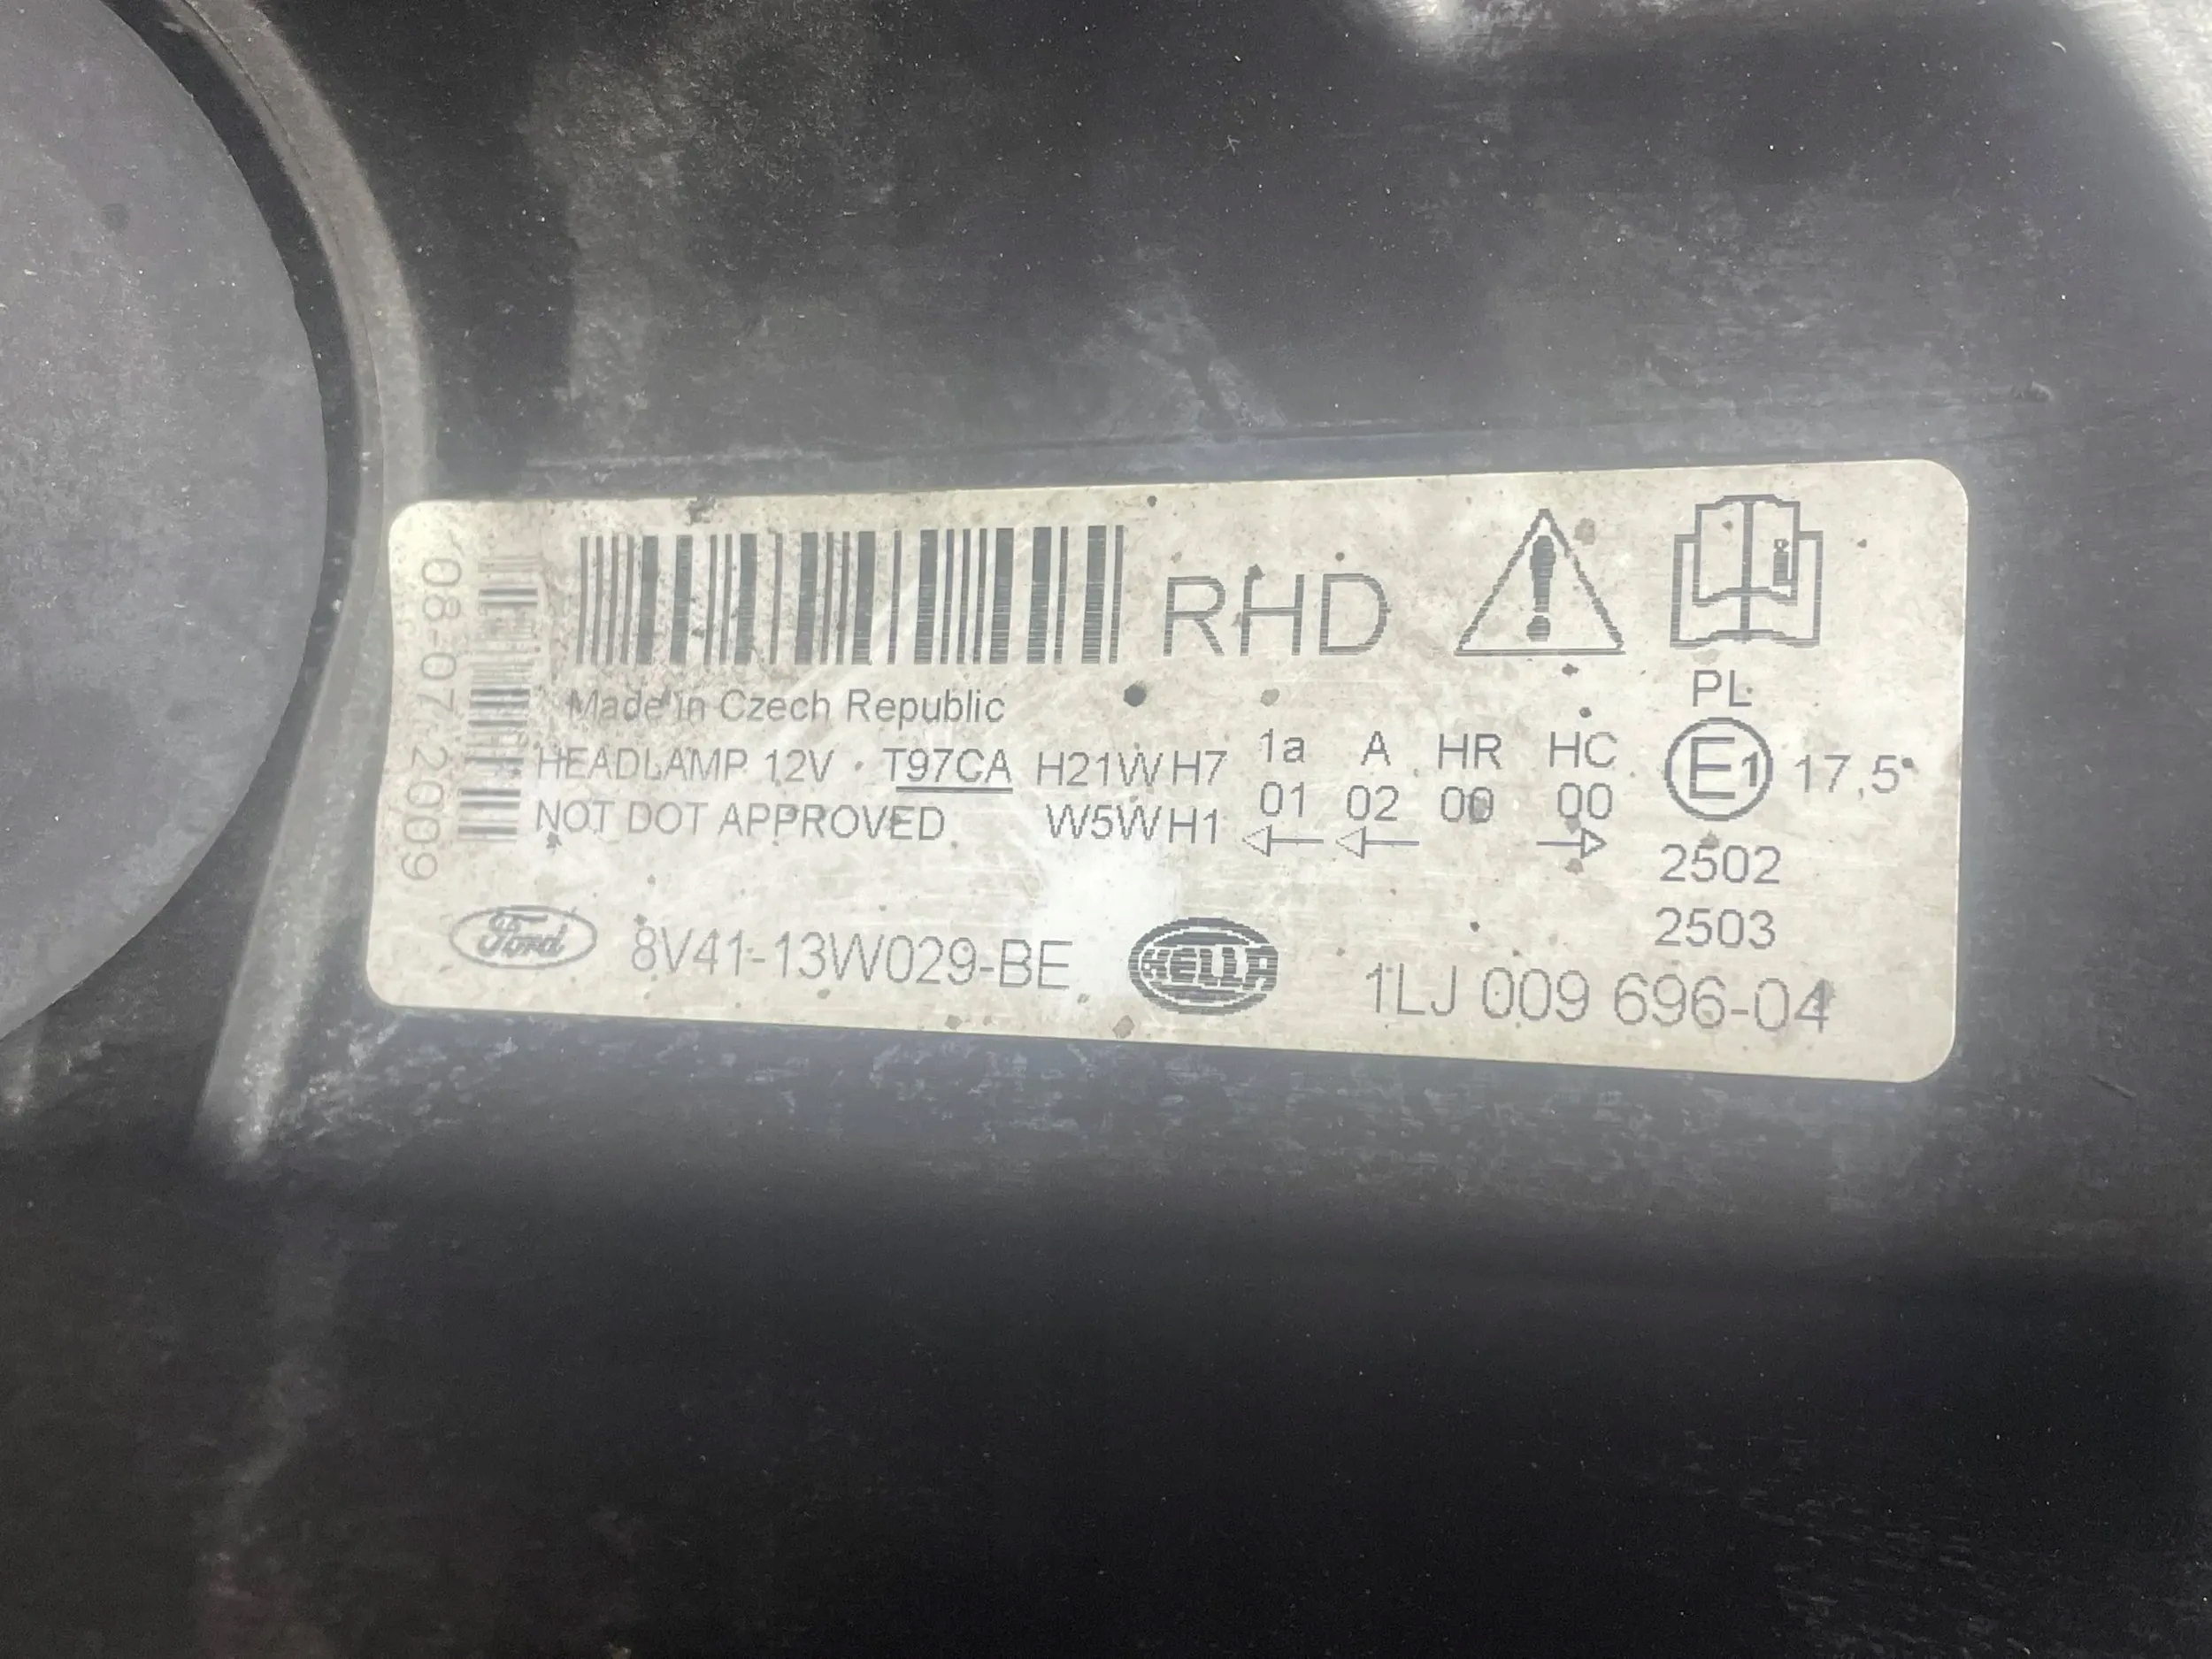 RHD
08-07-2009
Made in Czech Republic
PL
HEADLAMP 12V · T97CA H21W H7 1a A HR HC E1 17,5°
01 02 00 00
NOT DOT APPROVED W5W H1
2502
2503
Ford 8V41-13W029-BE HELLA 1LJ 009 696-04